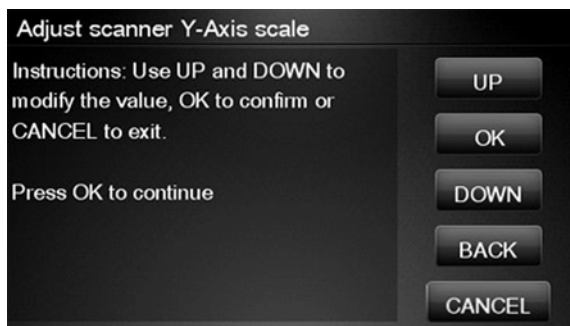 Adjust scanner Y-Axis scale
Instructions: Use UP and DOWN to
modify the value, OK to confirm or
CANCEL to exit.
Press OK to continue
UP
OK
DOWN
BACK
CANCEL